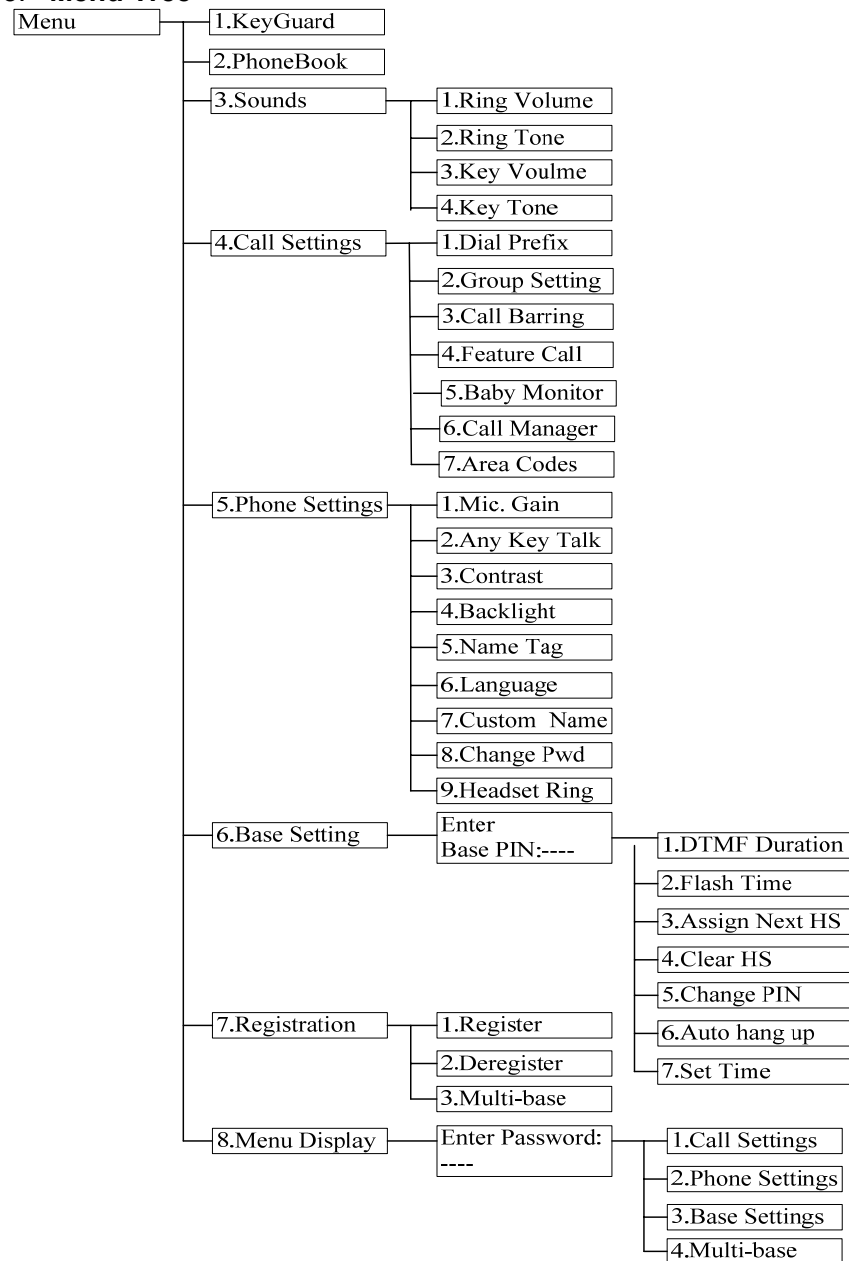 Menu
1.KeyGuard
2.PhoneBook
3.Sounds
1.Ring Volume
2.Ring Tone
3.Key Voulme
4.Key Tone
4.Call Settings
1.Dial Prefix
2.Group Setting
3.Call Barring
4.Feature Call
5.Baby Monitor
6.Call Manager
7.Area Codes
5.Phone Settings
1.Mic. Gain
2.Any Key Talk
3.Contrast
4.Backlight
5.Name Tag
6.Language
7.Custom Name
8.Change Pwd
9.Headset Ring
6.Base Setting
Enter
Base PIN:----
1.DTMF Duration
2.Flash Time
3.Assign Next HS
4.Clear HS
5.Change PIN
6.Auto hang up
7.Set Time
7.Registration
1.Register
2.Deregister
3.Multi-base
8.Menu Display
Enter Password:
----
1.Call Settings
2.Phone Settings
3.Base Settings
4.Multi-base